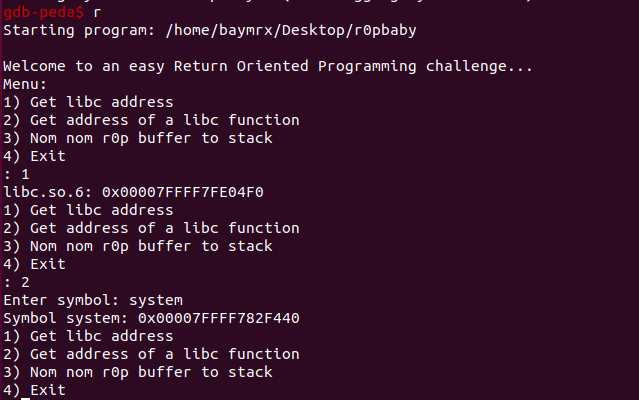 gdb-peda$ r
Starting program: /home/baymrx/Desktop/r0pbaby
Welcome to an easy Return Oriented Programming challenge...
Menu:
1) Get libc address
2) Get address of a libc function
3) Nom nom r0p buffer to stack
4) Exit
: 1
libc.so.6: 0x00007FFFF7FE04F0
1) Get libc address
2) Get address of a libc function
3) Nom nom r0p buffer to stack
4) Exit
: 2
Enter symbol: system
Symbol system: 0x00007FFFF782F440
1) Get libc address
2) Get address of a libc function
3) Nom nom r0p buffer to stack
4) Exit